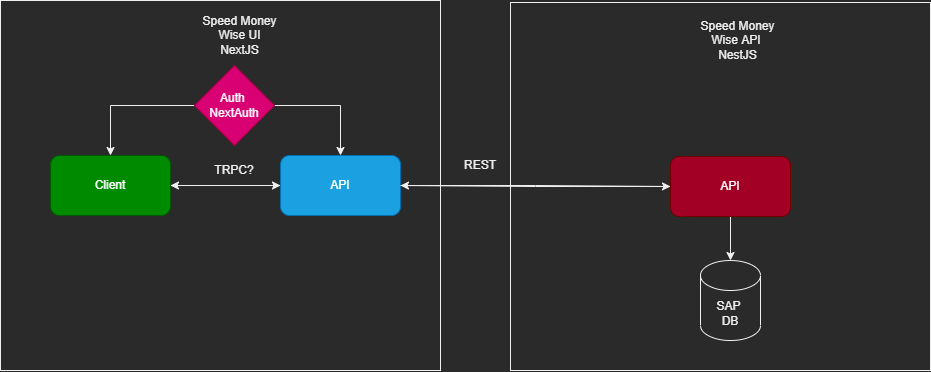 Speed Money
Wise UI
NextJS
Auth
NextAuth
Client
TRPC?
API
REST
Speed Money
Wise API
NestJS
API
SAP
DB